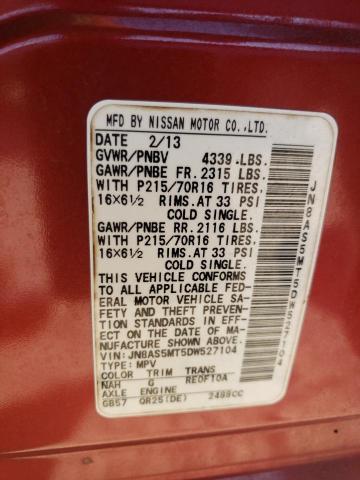 MFD BY NISSAN MOTOR CO.,LTD.
DATE 2/13
GVWR/PNBV 4339 LBS.
GAWR/PNBE FR. 2315 LBS.
WITH P215/70R16 TIRES,
16X6½ RIMS.AT 33 PSI
COLD SINGLE.
GAWR/PNBE RR. 2116 LBS.
WITH P215/70R16 TIRES,
16X6½ RIMS.AT 33 PSI
COLD SINGLE.
THIS VEHICLE CONFORMS
TO ALL APPLICABLE FED-
ERAL MOTOR VEHICLE SA-
FETY AND THEFT PREVEN-
TION STANDARDS IN EFF-
ECT ON THE DATE OF MA-
NUFACTURE SHOWN ABOVE.
VIN:JN8AS5MT5DW527104
TYPE: MPV
COLOR TRIM TRANS
NAH G RE0F10A
AXLE ENGINE
GB57 QR25(DE) 2488CC
JN8AS5MT5DW527104